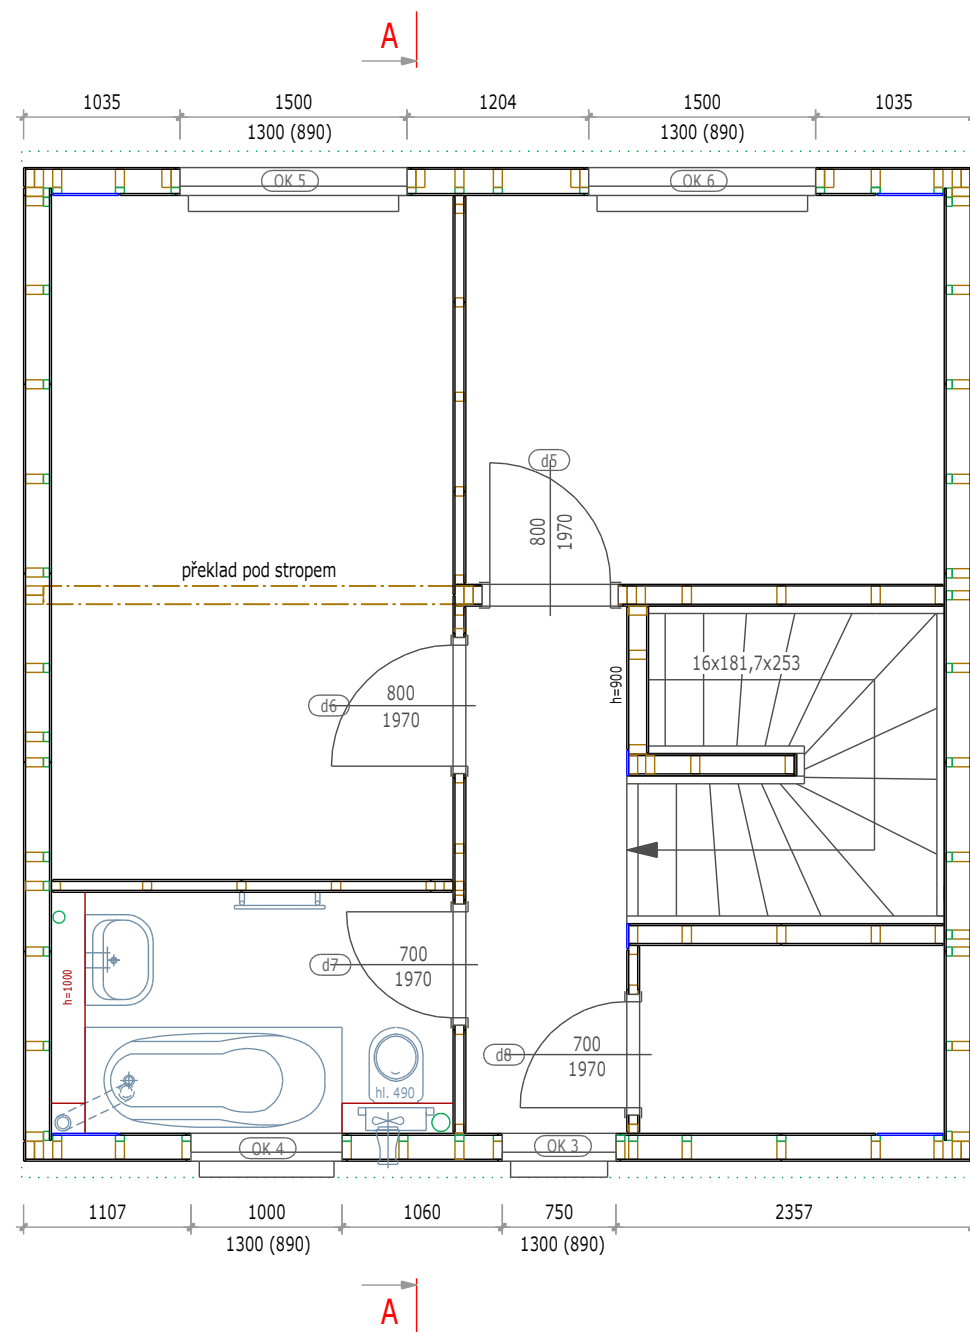 A
1035 1500 1204 1500 1035
1300 (890) 1300 (890)
OK 5 OK 6
d5
800
1970
překlad pod stropem
16x181,7x253
h=900
d6 800
1970
d7 700
1970
h=1000
d8 700
1970
hl. 490
OK 4 OK 3
1107 1000 1060 750 2357
1300 (890) 1300 (890)
A